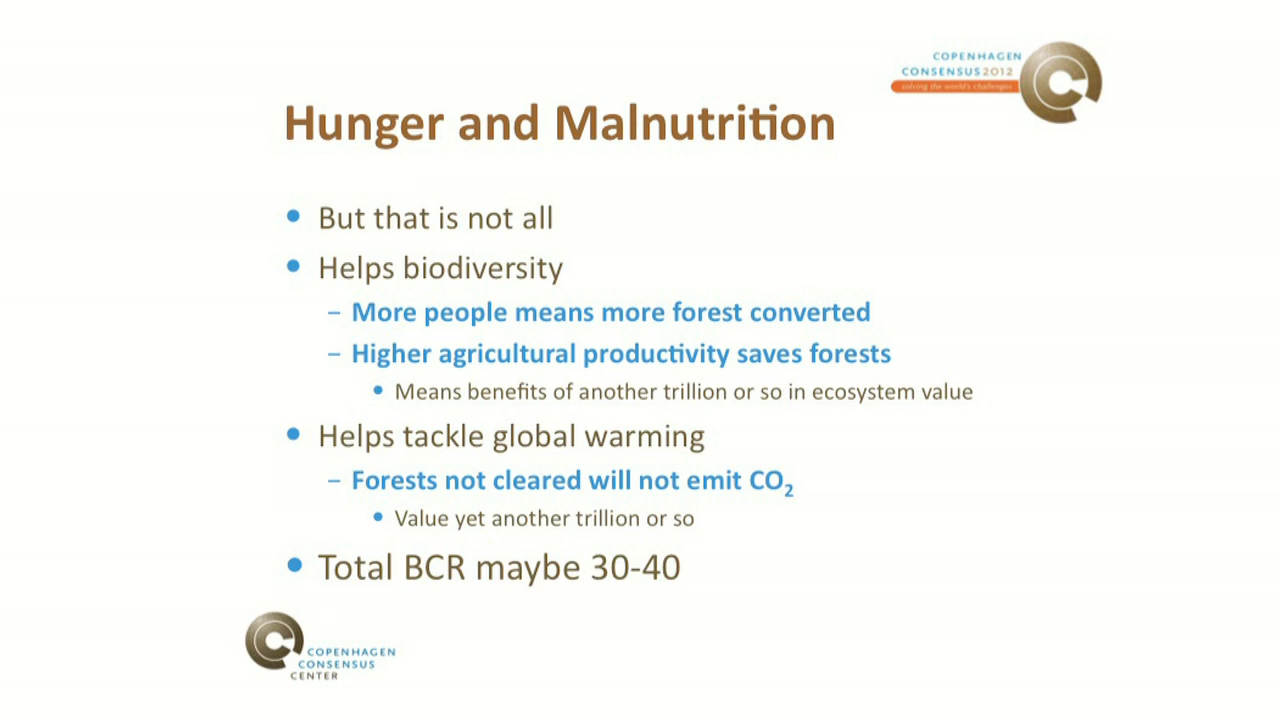 COPENHAGEN
CONSENSUS 2012
solving the world's challenges
Hunger and Malnutrition
• But that is not all
• Helps biodiversity
– More people means more forest converted
– Higher agricultural productivity saves forests
• Means benefits of another trillion or so in ecosystem value
• Helps tackle global warming
– Forests not cleared will not emit CO₂
• Value yet another trillion or so
• Total BCR maybe 30-40
COPENHAGEN
CONSENSUS
CENTER